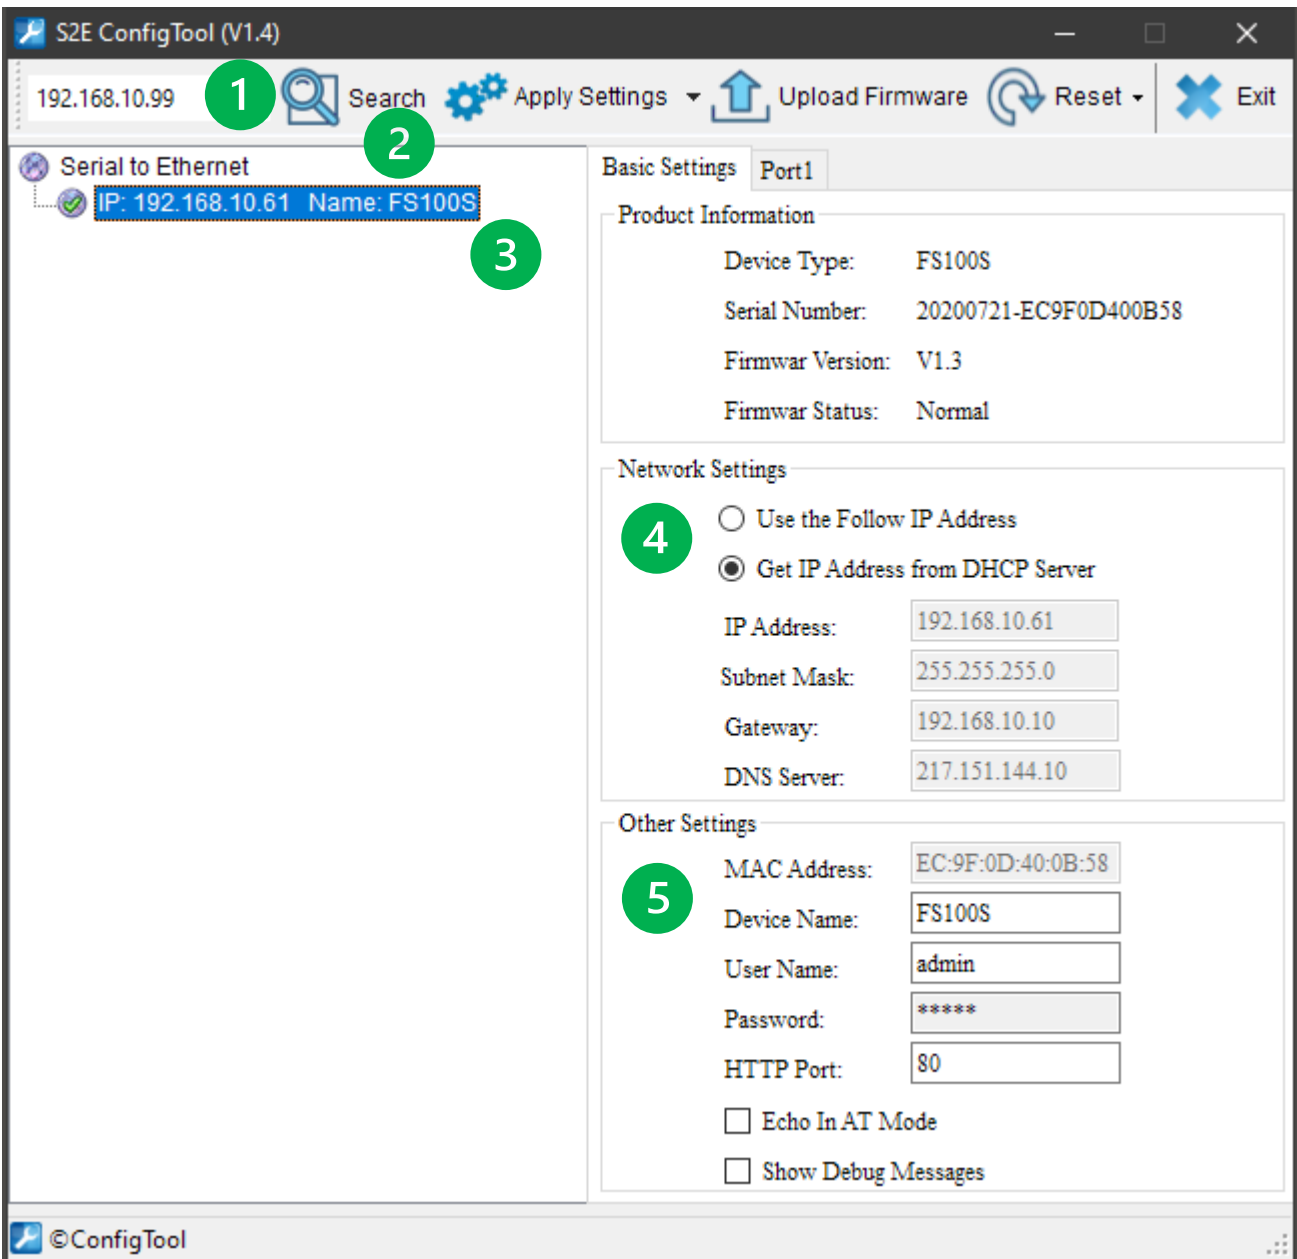 S2E ConfigTool (V1.4)
192.168.10.99 1 Search Apply Settings Upload Firmware Reset Exit
2
Serial to Ethernet
IP: 192.168.10.61 Name: FS100S
3
Basic Settings Port1
Product Information
Device Type: FS100S
Serial Number: 20200721-EC9F0D400B58
Firmwar Version: V1.3
Firmwar Status: Normal
Network Settings
4
Use the Follow IP Address
Get IP Address from DHCP Server
IP Address: 192.168.10.61
Subnet Mask: 255.255.255.0
Gateway: 192.168.10.10
DNS Server: 217.151.144.10
Other Settings
5
MAC Address: EC:9F:0D:40:0B:58
Device Name: FS100S
User Name: admin
Password: *****
HTTP Port: 80
Echo In AT Mode
Show Debug Messages
©ConfigTool